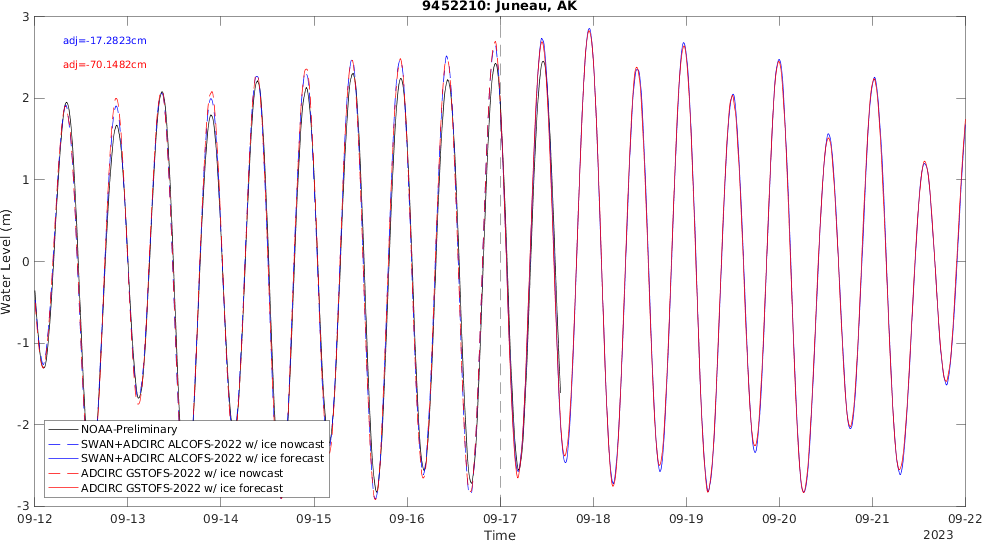 9452210: Juneau, AK
adj=-17.2823cm
adj=-70.1482cm
3
2
1
0
-1
-2
-3
Water Level (m)
NOAA-Preliminary
SWAN+ADCIRC ALCOFS-2022 w/ ice nowcast
SWAN+ADCIRC ALCOFS-2022 w/ ice forecast
ADCIRC GSTOFS-2022 w/ ice nowcast
ADCIRC GSTOFS-2022 w/ ice forecast
09-12 09-13 09-14 09-15 09-16 09-17 09-18 09-19 09-20 09-21 09-22
Time
2023